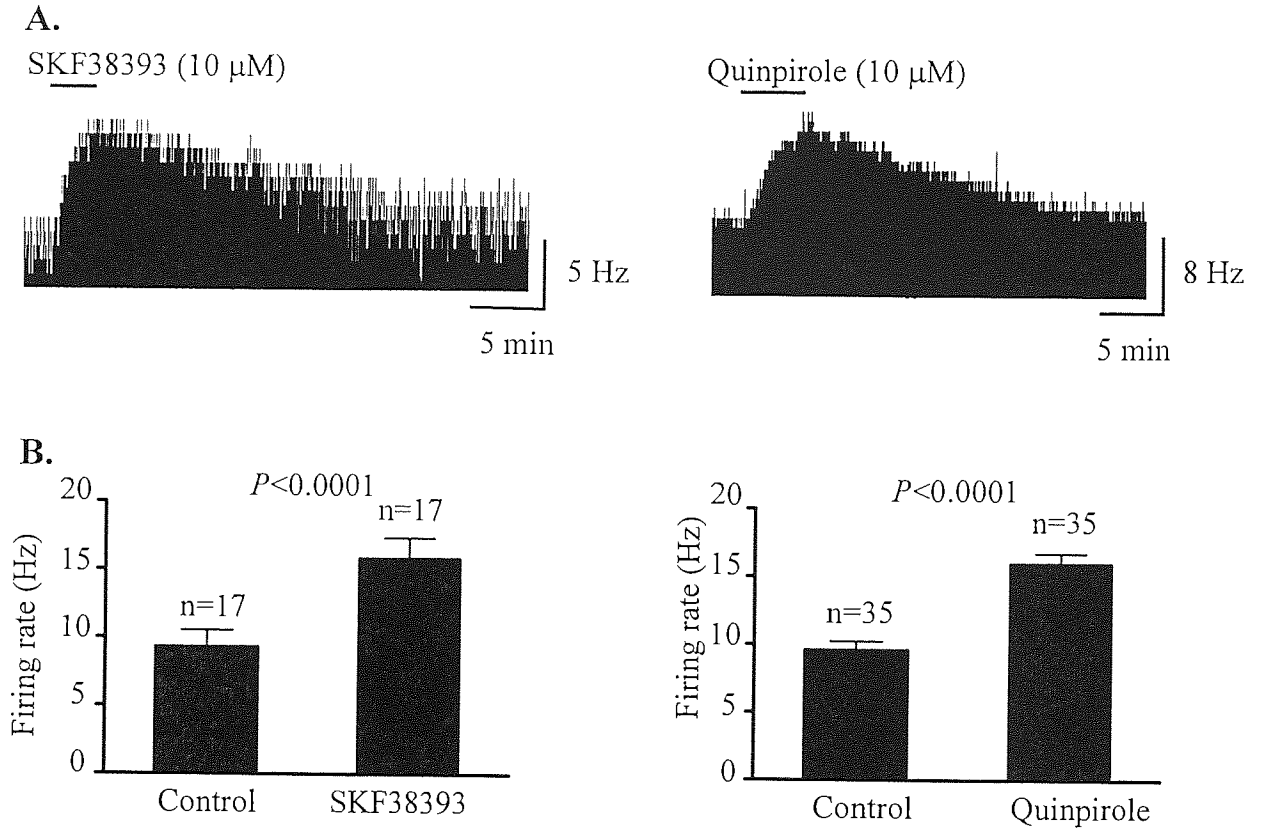 A.
SKF38393 (10 μM)
5 Hz
5 min
Quinpirole (10 μM)
8 Hz
5 min
B.
P<0.0001
20
15
10
5
0
Firing rate (Hz)
n=17
n=17
Control
SKF38393
P<0.0001
20
15
10
5
0
Firing rate (Hz)
n=35
n=35
Control
Quinpirole